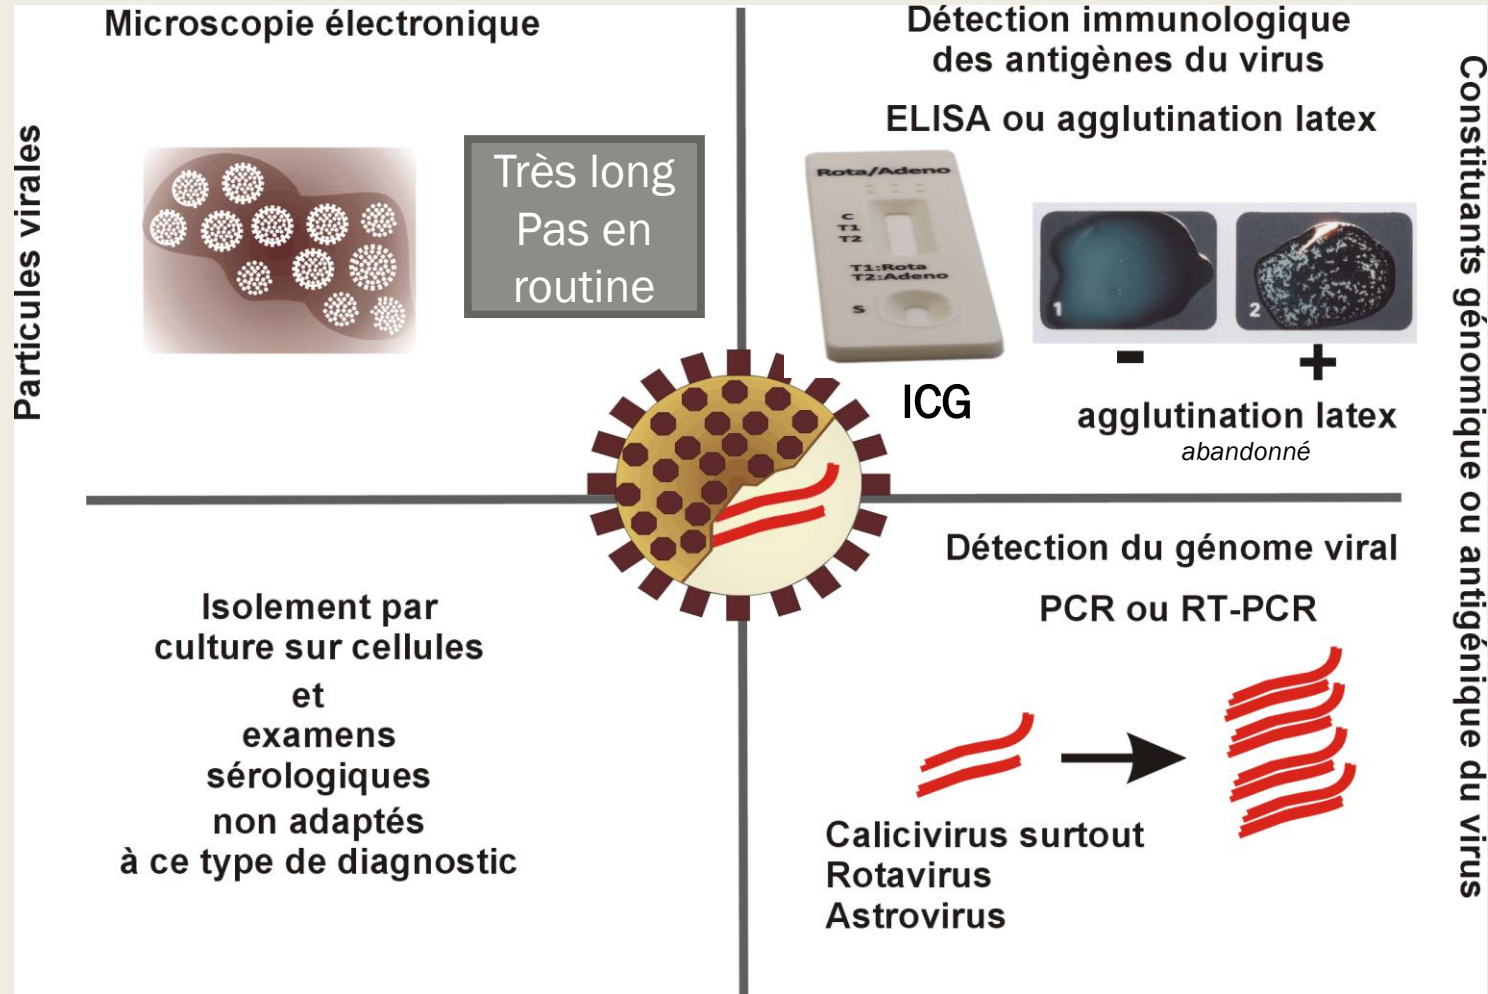 Microscopie électronique
Particules virales
Très long
Pas en
routine
Détection immunologique
des antigènes du virus
ELISA ou agglutination latex
Rota/Adeno
C
T1
T2
T1:Rota
T2:Adeno
S
ICG
1
2
-
+
agglutination latex
abandonné
Constituants génomique ou antigénique du virus
Isolement par
culture sur cellules
et
examens
sérologiques
non adaptés
à ce type de diagnostic
Détection du génome viral
PCR ou RT-PCR
Calicivirus surtout
Rotavirus
Astrovirus